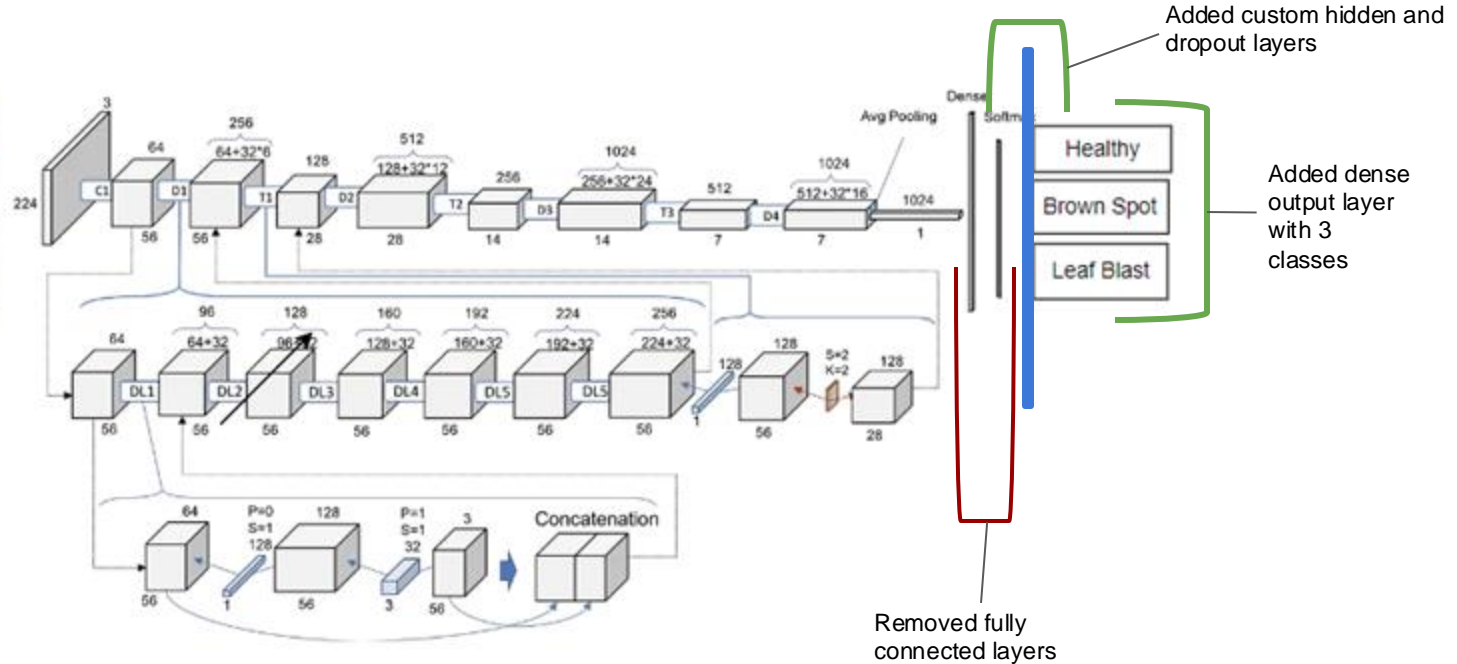 Added custom hidden and
dropout layers
Dense
Avg Pooling
3
64
256
64+32*6
128
512
128+32*12
256
1024
256+32*24
512
1024
512+32*16
1024
224
C1
D1
T1
D2
T2
D3
T3
D4
56
56
28
28
14
14
7
7
1
Healthy
Brown Spot
Leaf Blast
Added dense
output layer
with 3
classes
64
96
64+32
128
160
128+32
192
160+32
224
192+32
256
224+32
128
128
S=2
K=2
128
DL1
DL2
DL3
DL4
DL5
DL5
56
56
56
56
56
56
56
1
56
28
64
P=0
S=1
128
128
P=1
S=1
32
3
Concatenation
56
1
56
3
56
Removed fully
connected layers